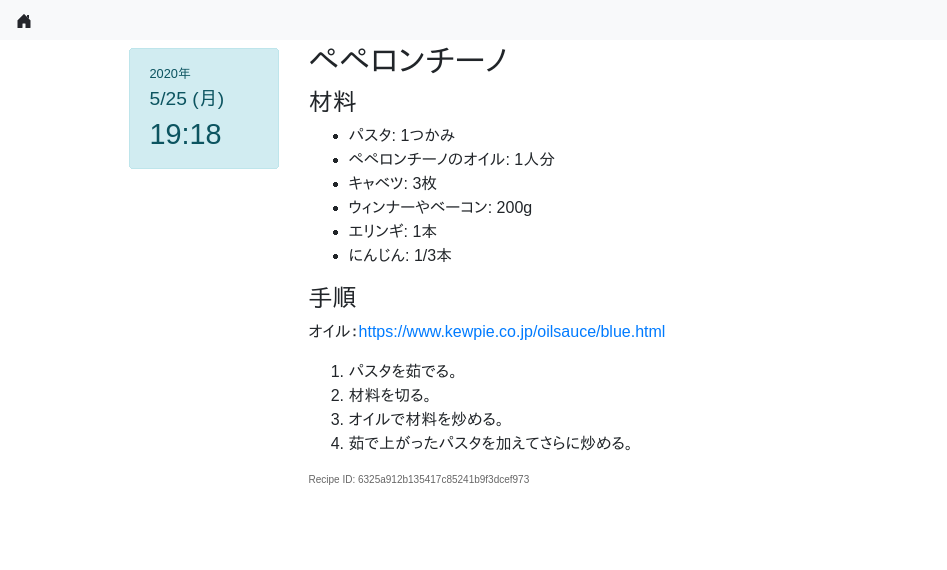 2020年
5/25 (月)
19:18
ペペロンチーノ
材料
パスタ: 1つかみ
ペペロンチーノのオイル: 1人分
キャベツ: 3枚
ウィンナーやベーコン: 200g
エリンギ: 1本
にんじん: 1/3本
手順
オイル：https://www.kewpie.co.jp/oilsauce/blue.html
1. パスタを茹でる。
2. 材料を切る。
3. オイルで材料を炒める。
4. 茹で上がったパスタを加えてさらに炒める。
Recipe ID: 6325a912b135417c85241b9f3dcef973